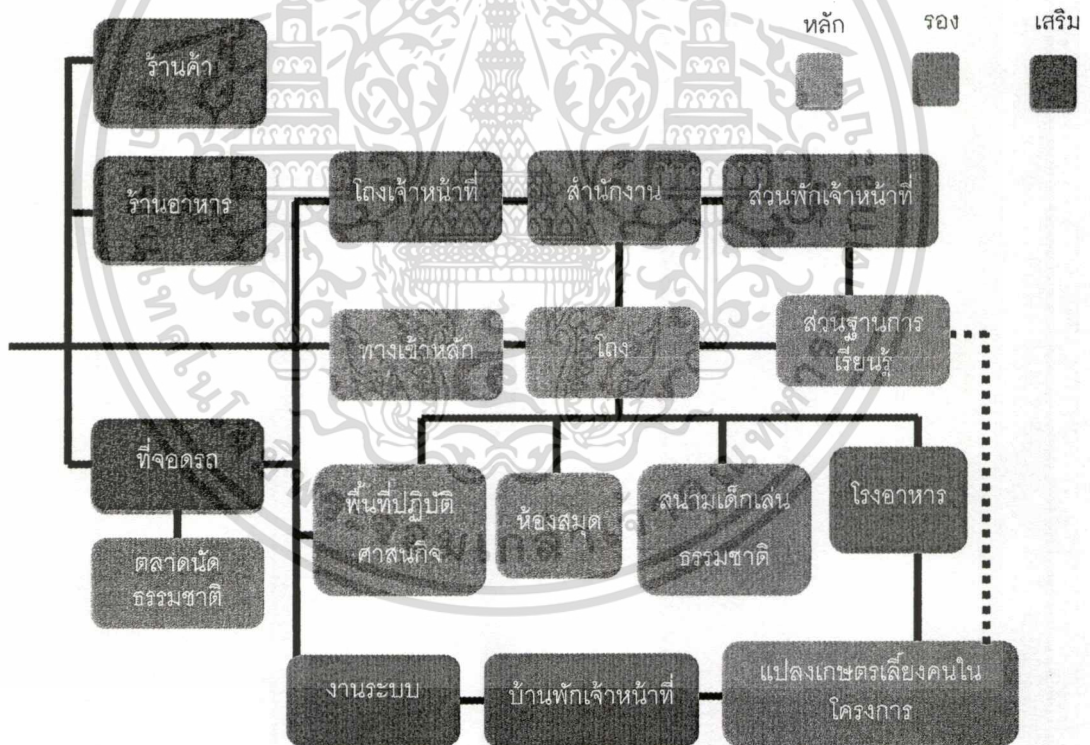 หลัก รอง เสริม
ร้านค้า
ร้านอาหาร
โถงเจ้าหน้าที่ สำนักงาน ส่วนพักเจ้าหน้าที่
ทางเข้าหลัก โถง ส่วนฐานการ
เรียนรู้
ที่จอดรถ
พื้นที่ปฏิบัติ
ศาสนกิจ
ห้องสมุด
สนามเด็กเล่น
ธรรมชาติ
โรงอาหาร
ตลาดนัด
ธรรมชาติ
งานระบบ บ้านพักเจ้าหน้าที่ แปลงเกษตรเลี้ยงคนใน
โครงการ